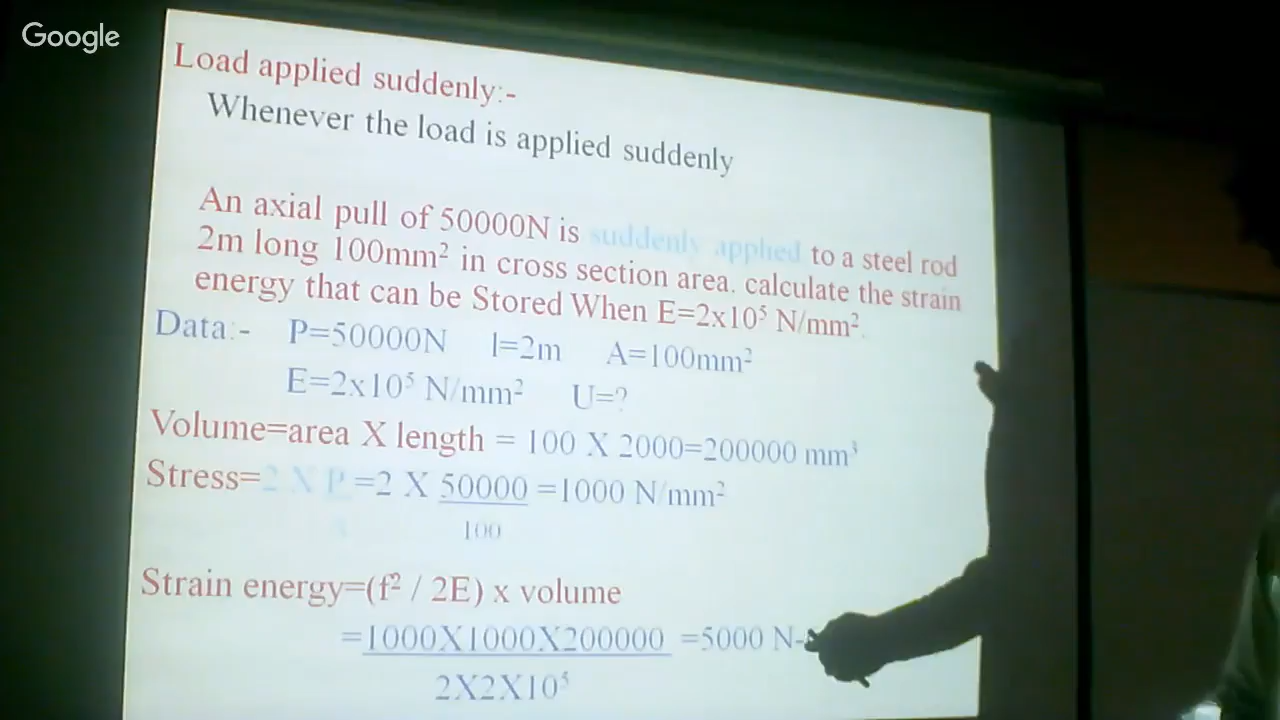 Google
Load applied suddenly:-
Whenever the load is applied suddenly
An axial pull of 50000N is suddenly applied to a steel rod
2m long 100mm² in cross section area. calculate the strain
energy that can be Stored When E=2x10⁵ N/mm².
Data:- P=50000N l=2m A=100mm²
E=2x10⁵ N/mm² U=?
Volume=area X length = 100 X 2000=200000 mm³
Stress=2 X P =2 X 50000 =1000 N/mm²
A 100
Strain energy=(f² / 2E) x volume
=1000X1000X200000 =5000 N-
2X2X10⁵